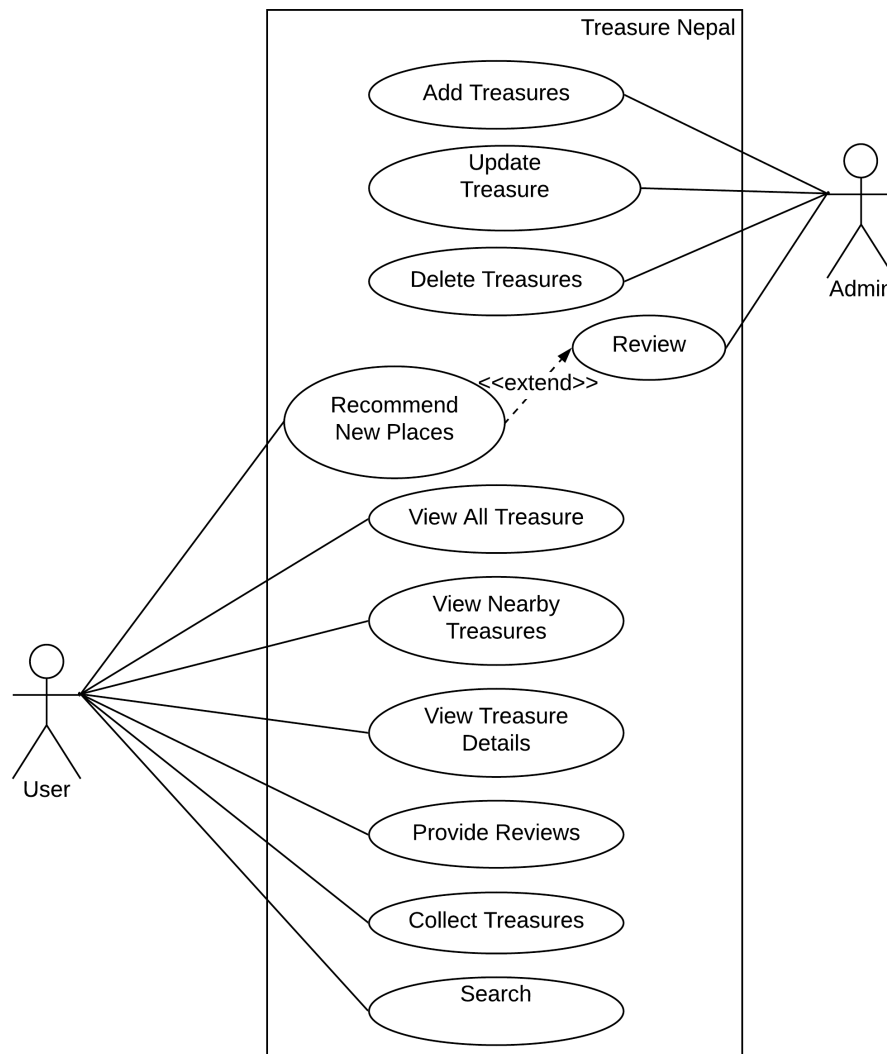 Treasure Nepal
Add Treasures
Update
Treasure
Delete Treasures
Admin
Review
<<extend>>
Recommend
New Places
View All Treasure
View Nearby
Treasures
View Treasure
Details
User
Provide Reviews
Collect Treasures
Search